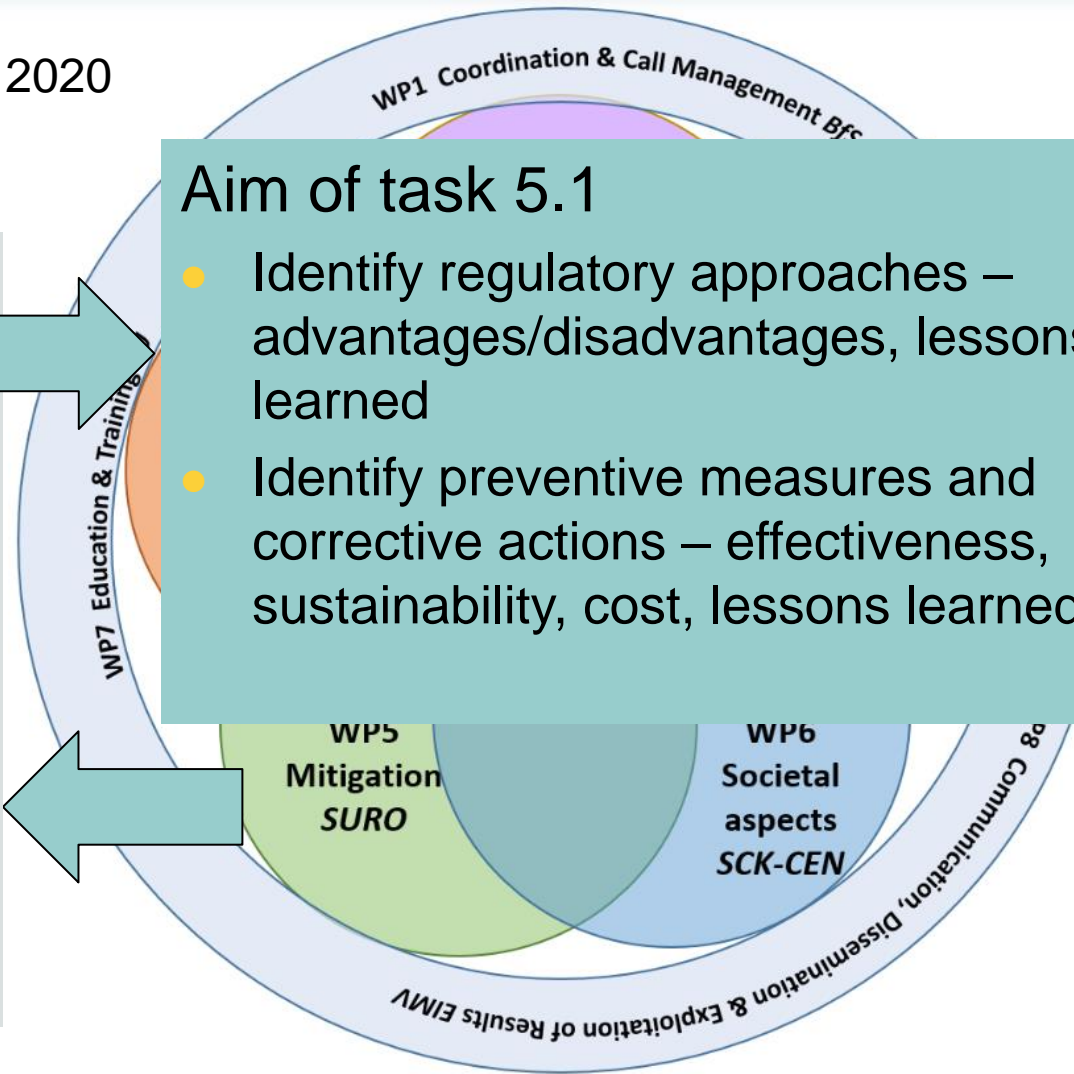 2020
WP1 Coordination & Call Management BfS
Aim of task 5.1
Identify regulatory approaches –
advantages/disadvantages, lessons
learned
Identify preventive measures and
corrective actions – effectiveness,
sustainability, cost, lessons learned
WP7 Education & Training
WP5
Mitigation
SURO
WP6
Societal
aspects
SCK-CEN
P8 Communication, Dissemination & Exploitation of Results EIMV